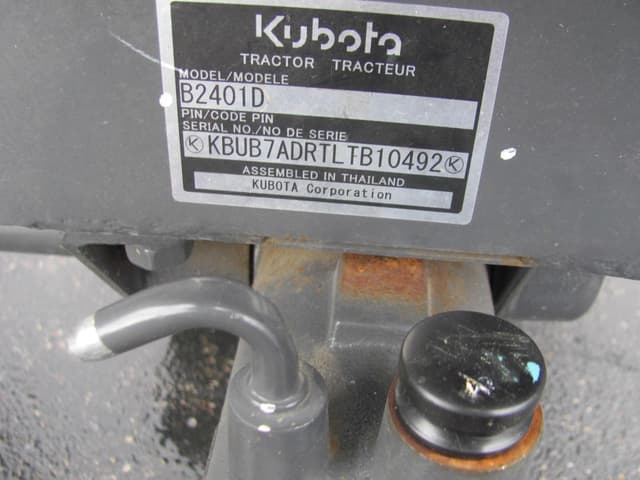 Kubota
TRACTOR TRACTEUR
MODEL/MODELE
B2401D
PIN/CODE PIN
SERIAL NO./NO DE SERIE
KBUB7ADRTLTB10492
ASSEMBLED IN THAILAND
KUBOTA Corporation